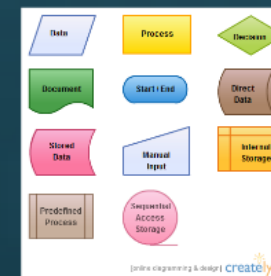 Data
Process
Decision
Document
Start / End
Direct
Data
Stored
Data
Manual
Input
Internal
Storage
Predefined
Process
Sequential
Access
Storage
[online diagramming & design] creately